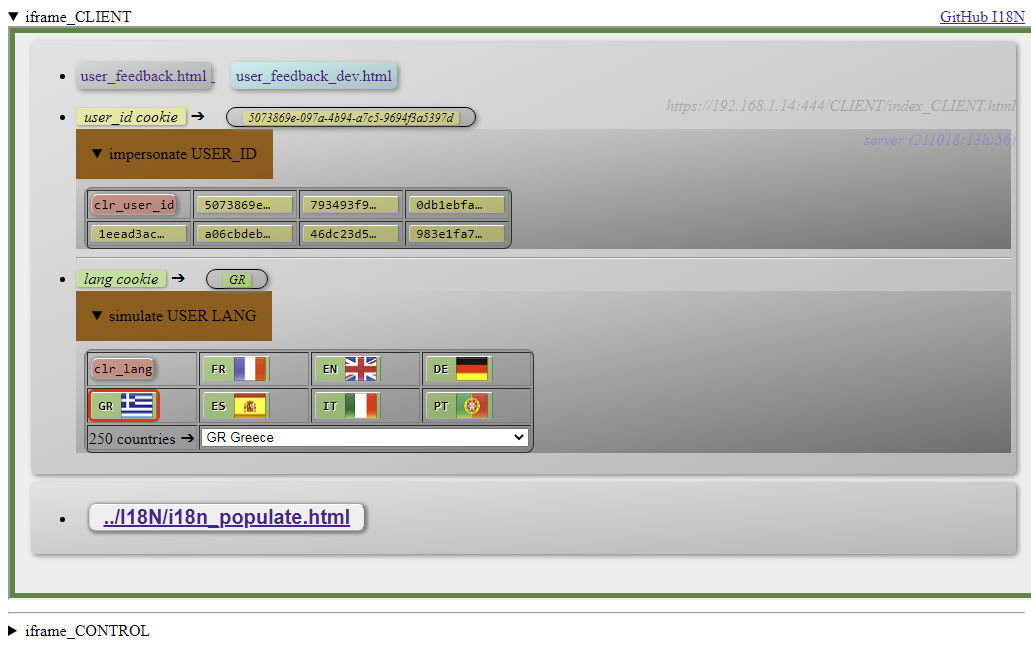 ▼ iframe_CLIENT GitHub I18N
• user_feedback.html user_feedback_dev.html
https://192.168.1.14:444/CLIENT/index_CLIENT.html
• user_id cookie ➔ 5073869e-097a-4b94-a7c5-9694f3a5397d
server (211018:13h:56)
▼ impersonate USER_ID
clr_user_id 5073869e… 793493f9… 0db1ebfa…
1eead3ac… a06cbdeb… 46dc23d5… 983e1fa7…
• lang cookie ➔ GR
▼ simulate USER LANG
clr_lang FR EN DE
GR ES IT PT
250 countries ➔ GR Greece
• ../I18N/i18n_populate.html
▶ iframe_CONTROL